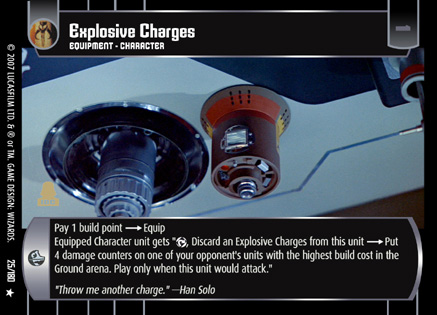 Explosive Charges
EQUIPMENT - CHARACTER
Pay 1 build point → Equip
Equipped Character unit gets ", Discard an Explosive Charges from this unit → Put
4 damage counters on one of your opponent's units with the highest build cost in the
Ground arena. Play only when this unit would attack."
"Throw me another charge." —Han Solo
© 2007 LUCASFILM LTD. & ® or TM. GAME DESIGN: WIZARDS.
25/180 ★